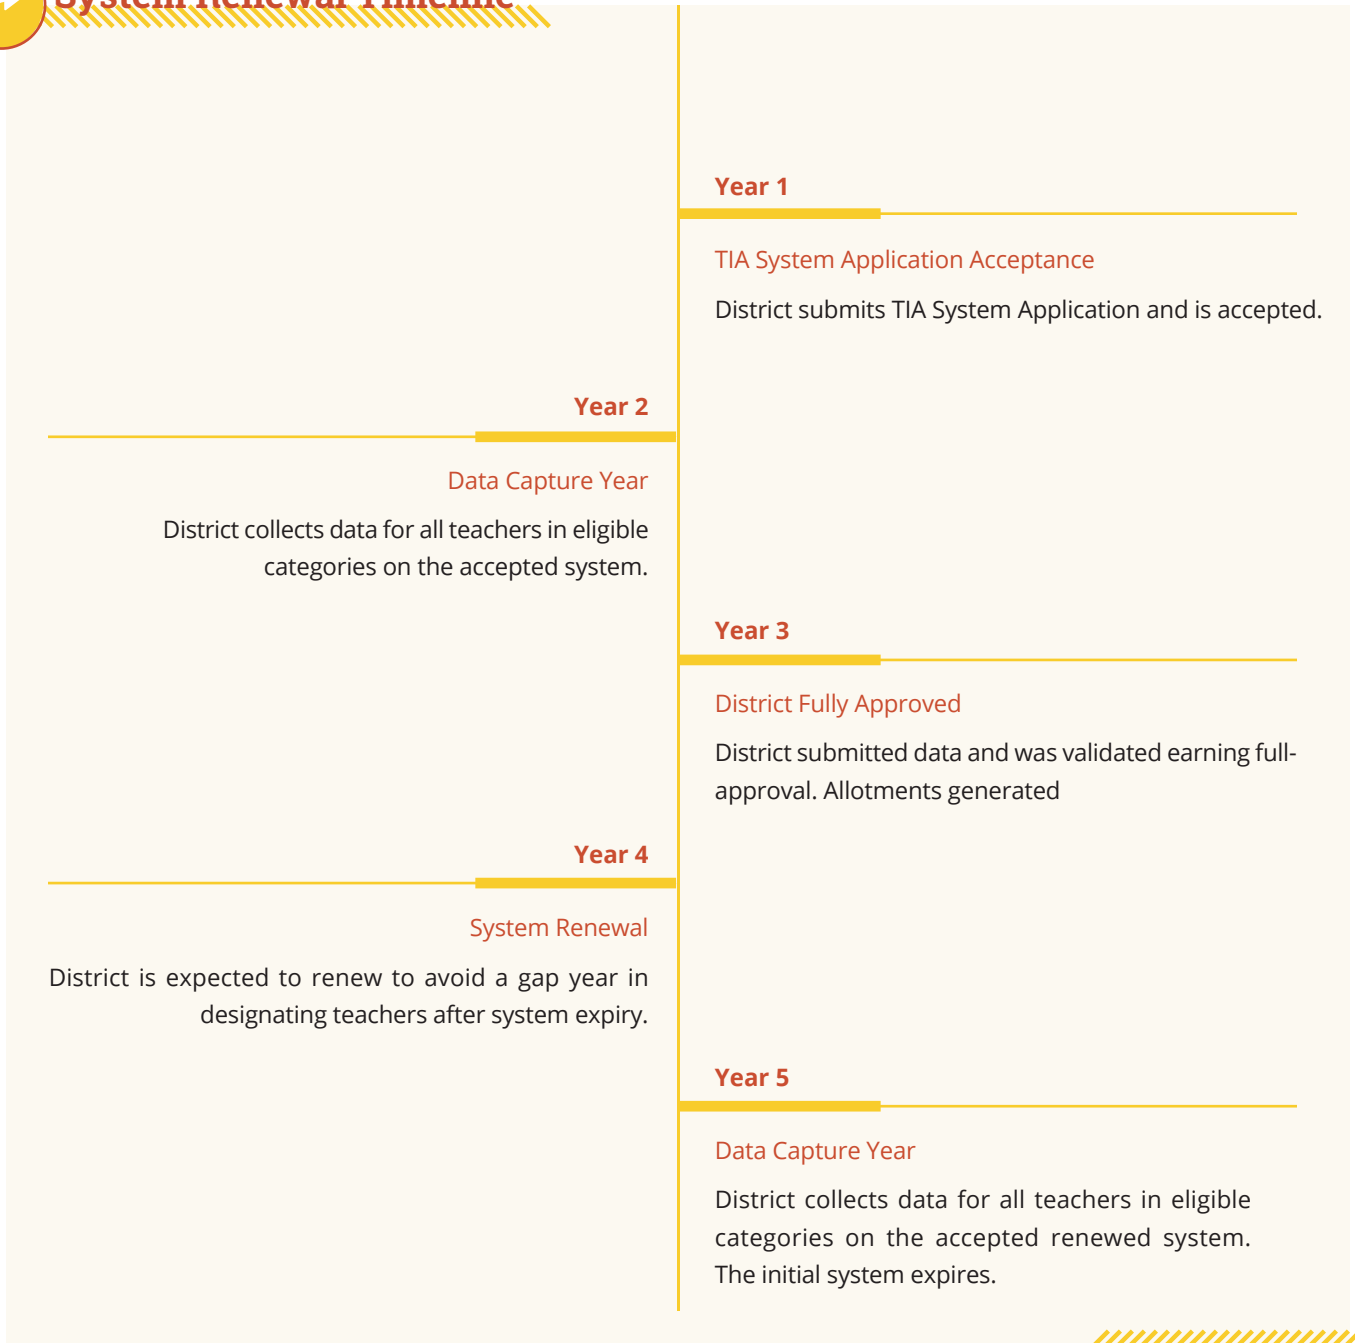 System Renewal Timeline
Year 1
TIA System Application Acceptance
District submits TIA System Application and is accepted.
Year 2
Data Capture Year
District collects data for all teachers in eligible
categories on the accepted system.
Year 3
District Fully Approved
District submitted data and was validated earning full-
approval. Allotments generated
Year 4
System Renewal
District is expected to renew to avoid a gap year in
designating teachers after system expiry.
Year 5
Data Capture Year
District collects data for all teachers in eligible
categories on the accepted renewed system.
The initial system expires.